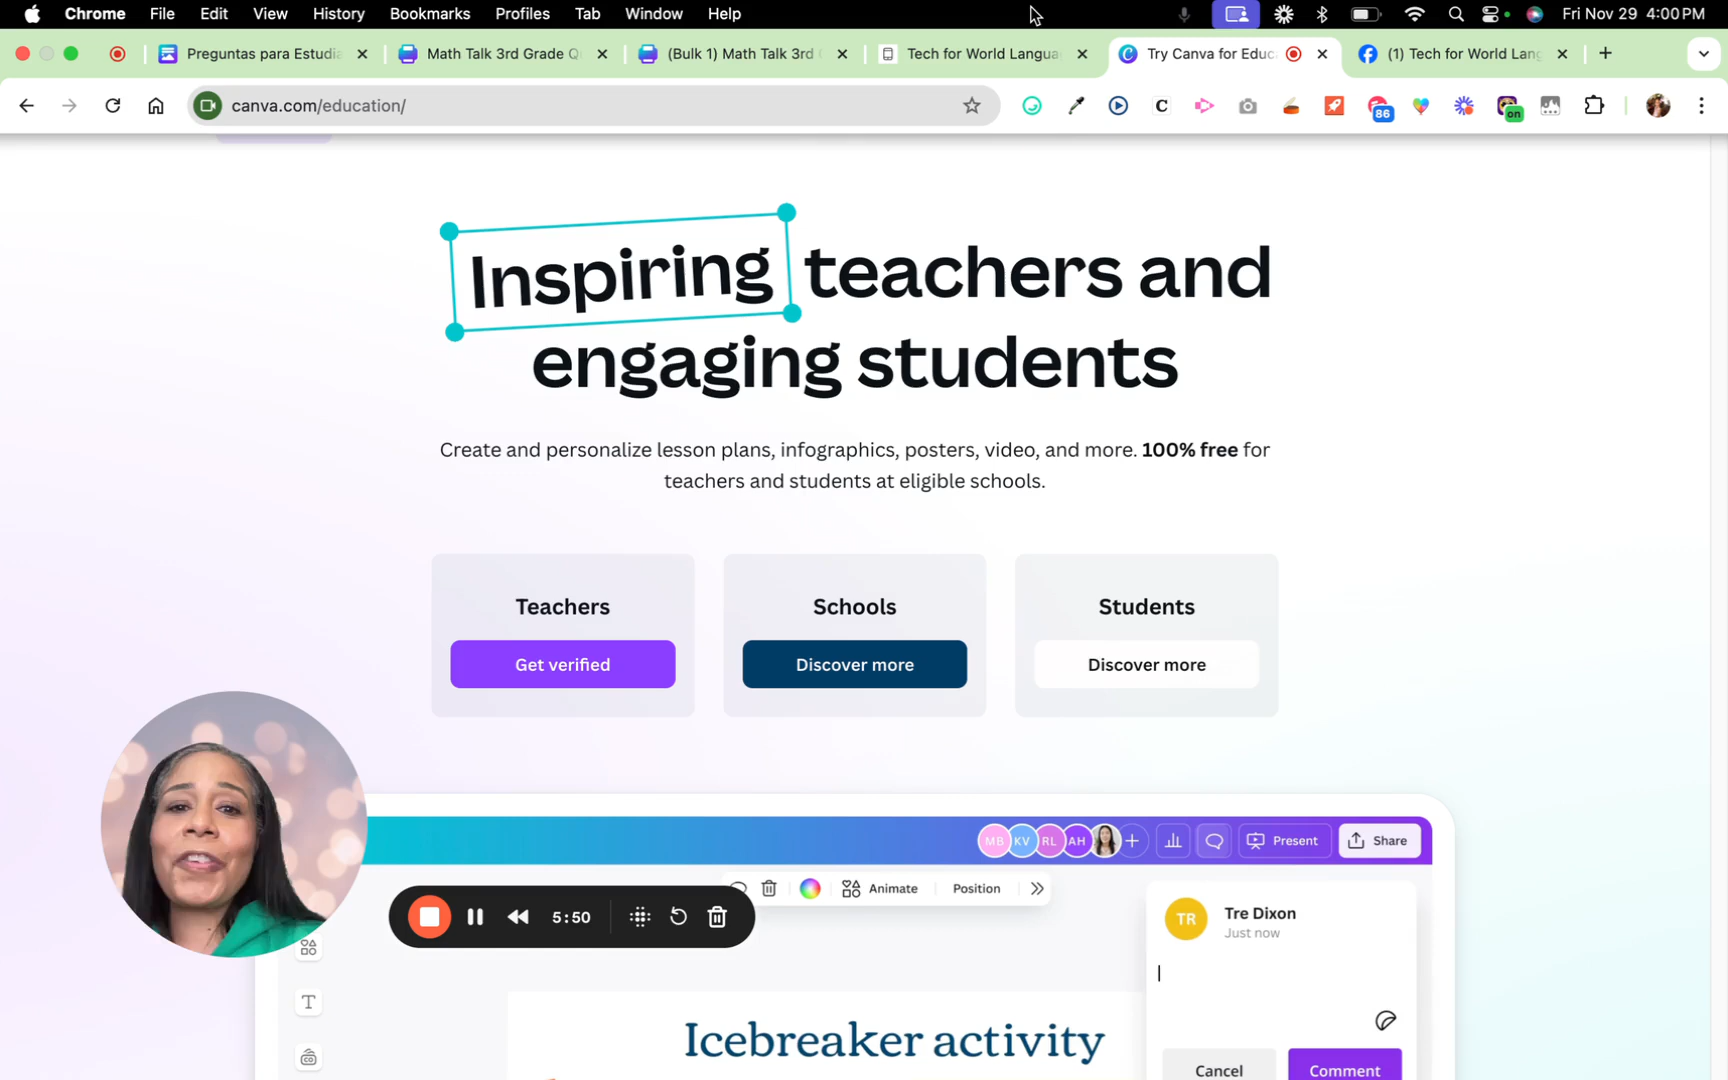 Chrome File Edit View History Bookmarks Profiles Tab Window Help Fri Nov 29 4:00 PM
Preguntas para Estudia Math Talk 3rd Grade Q (Bulk 1) Math Talk 3rd Tech for World Langua Try Canva for Educ (1) Tech for World Lang
canva.com/education/ C 86 on
Inspiring teachers and
engaging students
Create and personalize lesson plans, infographics, posters, video, and more. 100% free for
teachers and students at eligible schools.
Teachers Schools Students
Get verified Discover more Discover more
MB KV RL AH + Present Share
Animate Position
5:50
TR Tre Dixon
Just now
T
Icebreaker activity
Cancel Comment